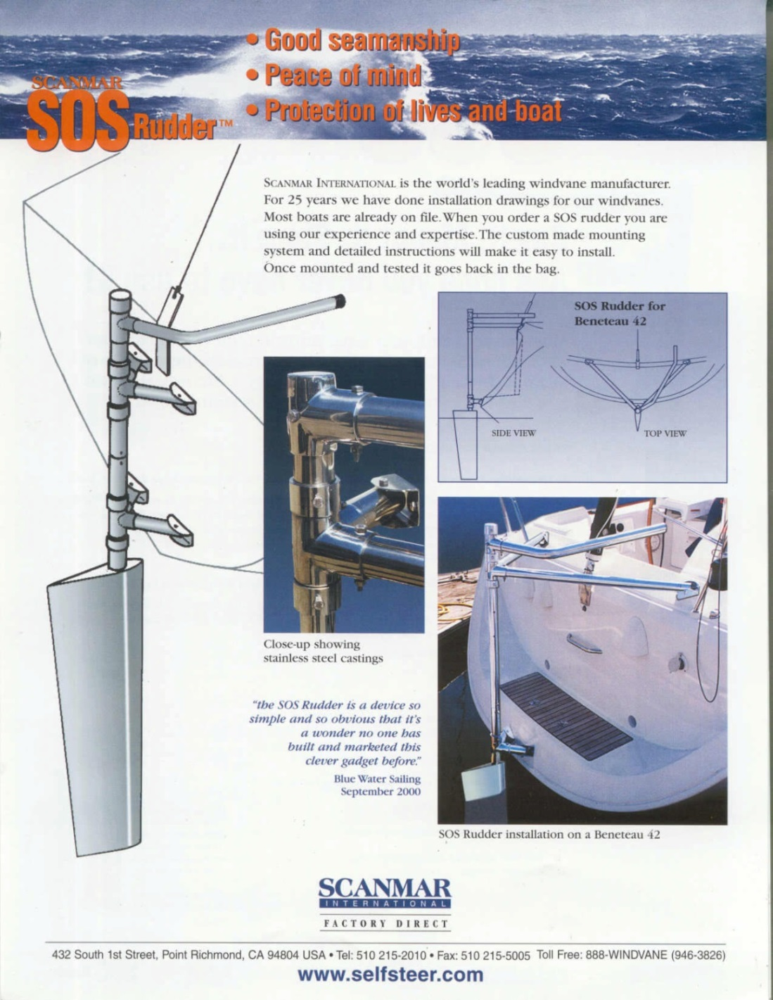 • Good seamanship
• Peace of mind
• Protection of lives and boat
SCANMAR
SOS Rudder™
SCANMAR INTERNATIONAL is the world's leading windvane manufacturer.
For 25 years we have done installation drawings for our windvanes.
Most boats are already on file. When you order a SOS rudder you are
using our experience and expertise. The custom made mounting
system and detailed instructions will make it easy to install.
Once mounted and tested it goes back in the bag.
SOS Rudder for
Beneteau 42
SIDE VIEW
TOP VIEW
Close-up showing
stainless steel castings
"the SOS Rudder is a device so
simple and so obvious that it's
a wonder no one has
built and marketed this
clever gadget before."
Blue Water Sailing
September 2000
SOS Rudder installation on a Beneteau 42
SCANMAR
INTERNATIONAL
FACTORY DIRECT
432 South 1st Street, Point Richmond, CA 94804 USA • Tel: 510 215-2010 • Fax: 510 215-5005 Toll Free: 888-WINDVANE (946-3826)
www.selfsteer.com